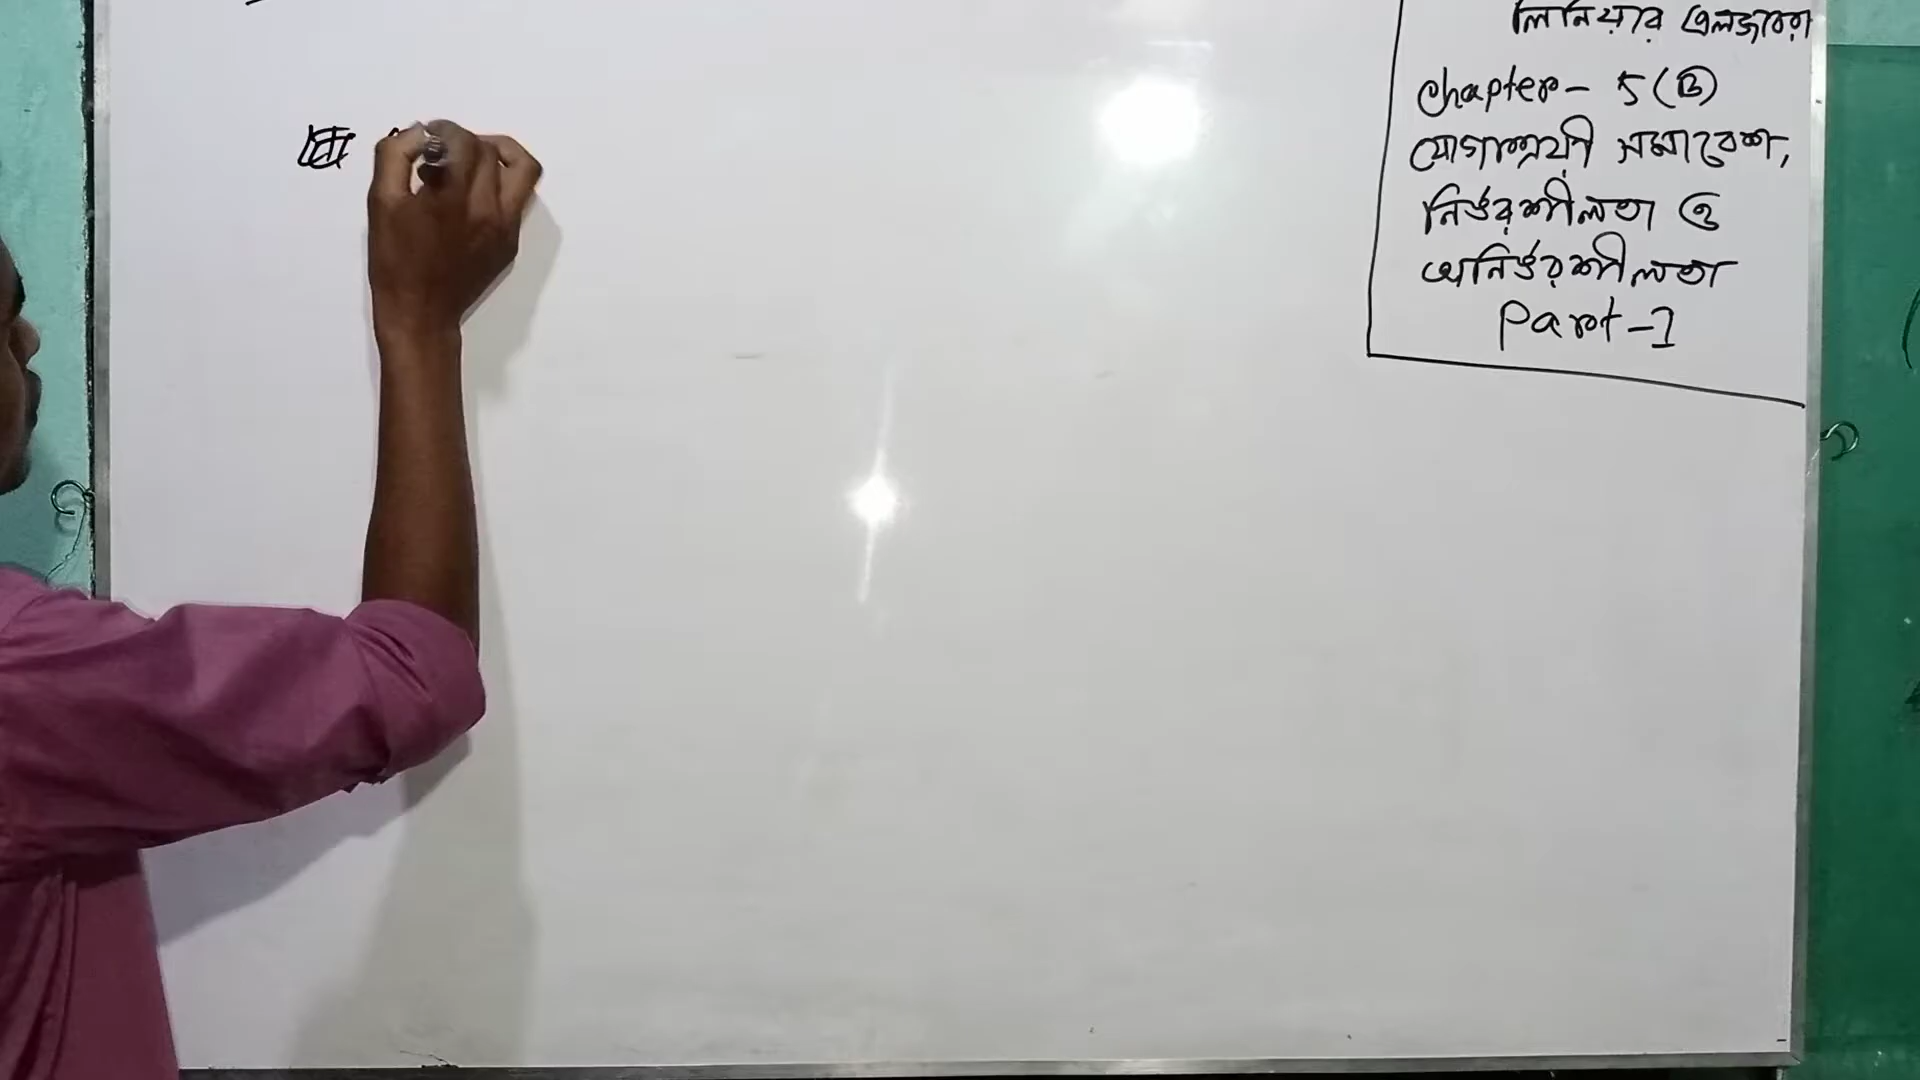 লিনিয়ার এলজাবরা
Chapter- 5 (B)
যোগাশ্রয়ী সমাবেশ,
নির্ভরশীলতা ও
অনির্ভরশীলতা
Part-1